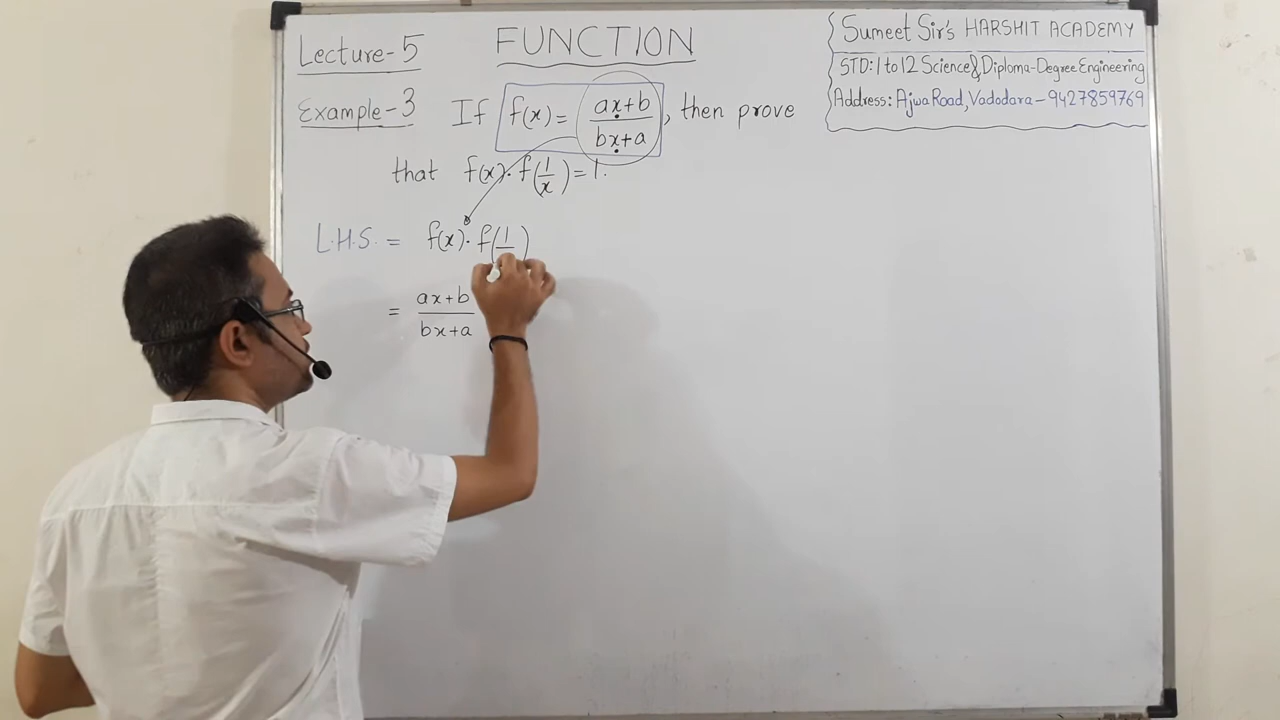 Lecture-5 FUNCTION
Sumeet Sir's HARSHIT ACADEMY
STD: 1 to 12 Science & Diploma-Degree Engineering
Address: Ajwa Road, Vadodara - 9427859769
Example-3 If f(x) = (ax+b)/(bx+a), then prove
that f(x)·f(1/x) = 1.
L.H.S. = f(x)·f(1/ )
= (ax+b)/(bx+a)